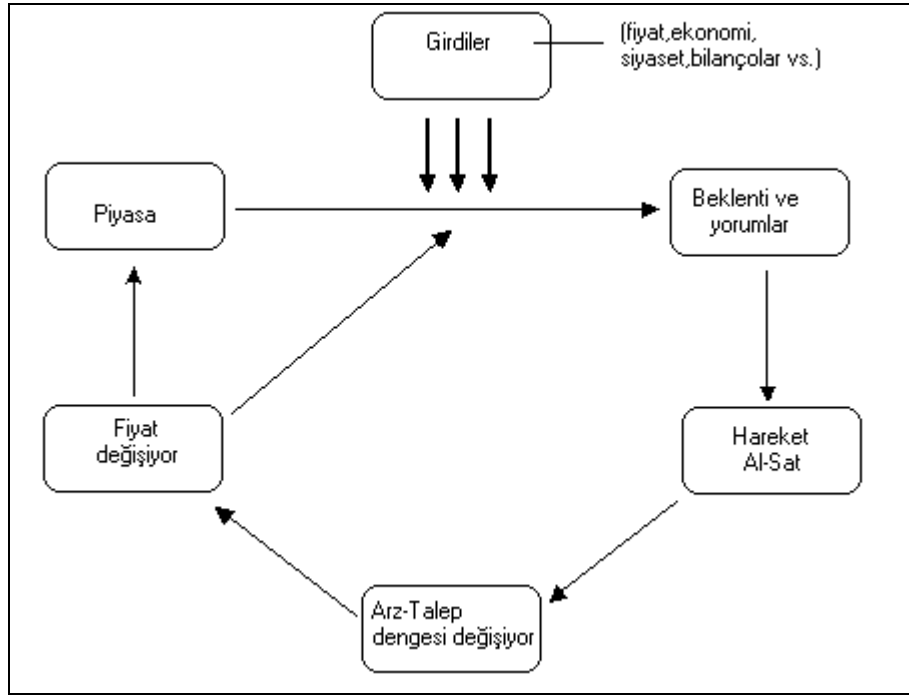 Girdiler
(fiyat,ekonomi,
siyaset,bilançolar vs.)
Piyasa
Beklenti ve
yorumlar
Fiyat
değişiyor
Hareket
Al-Sat
Arz-Talep
dengesi değişiyor